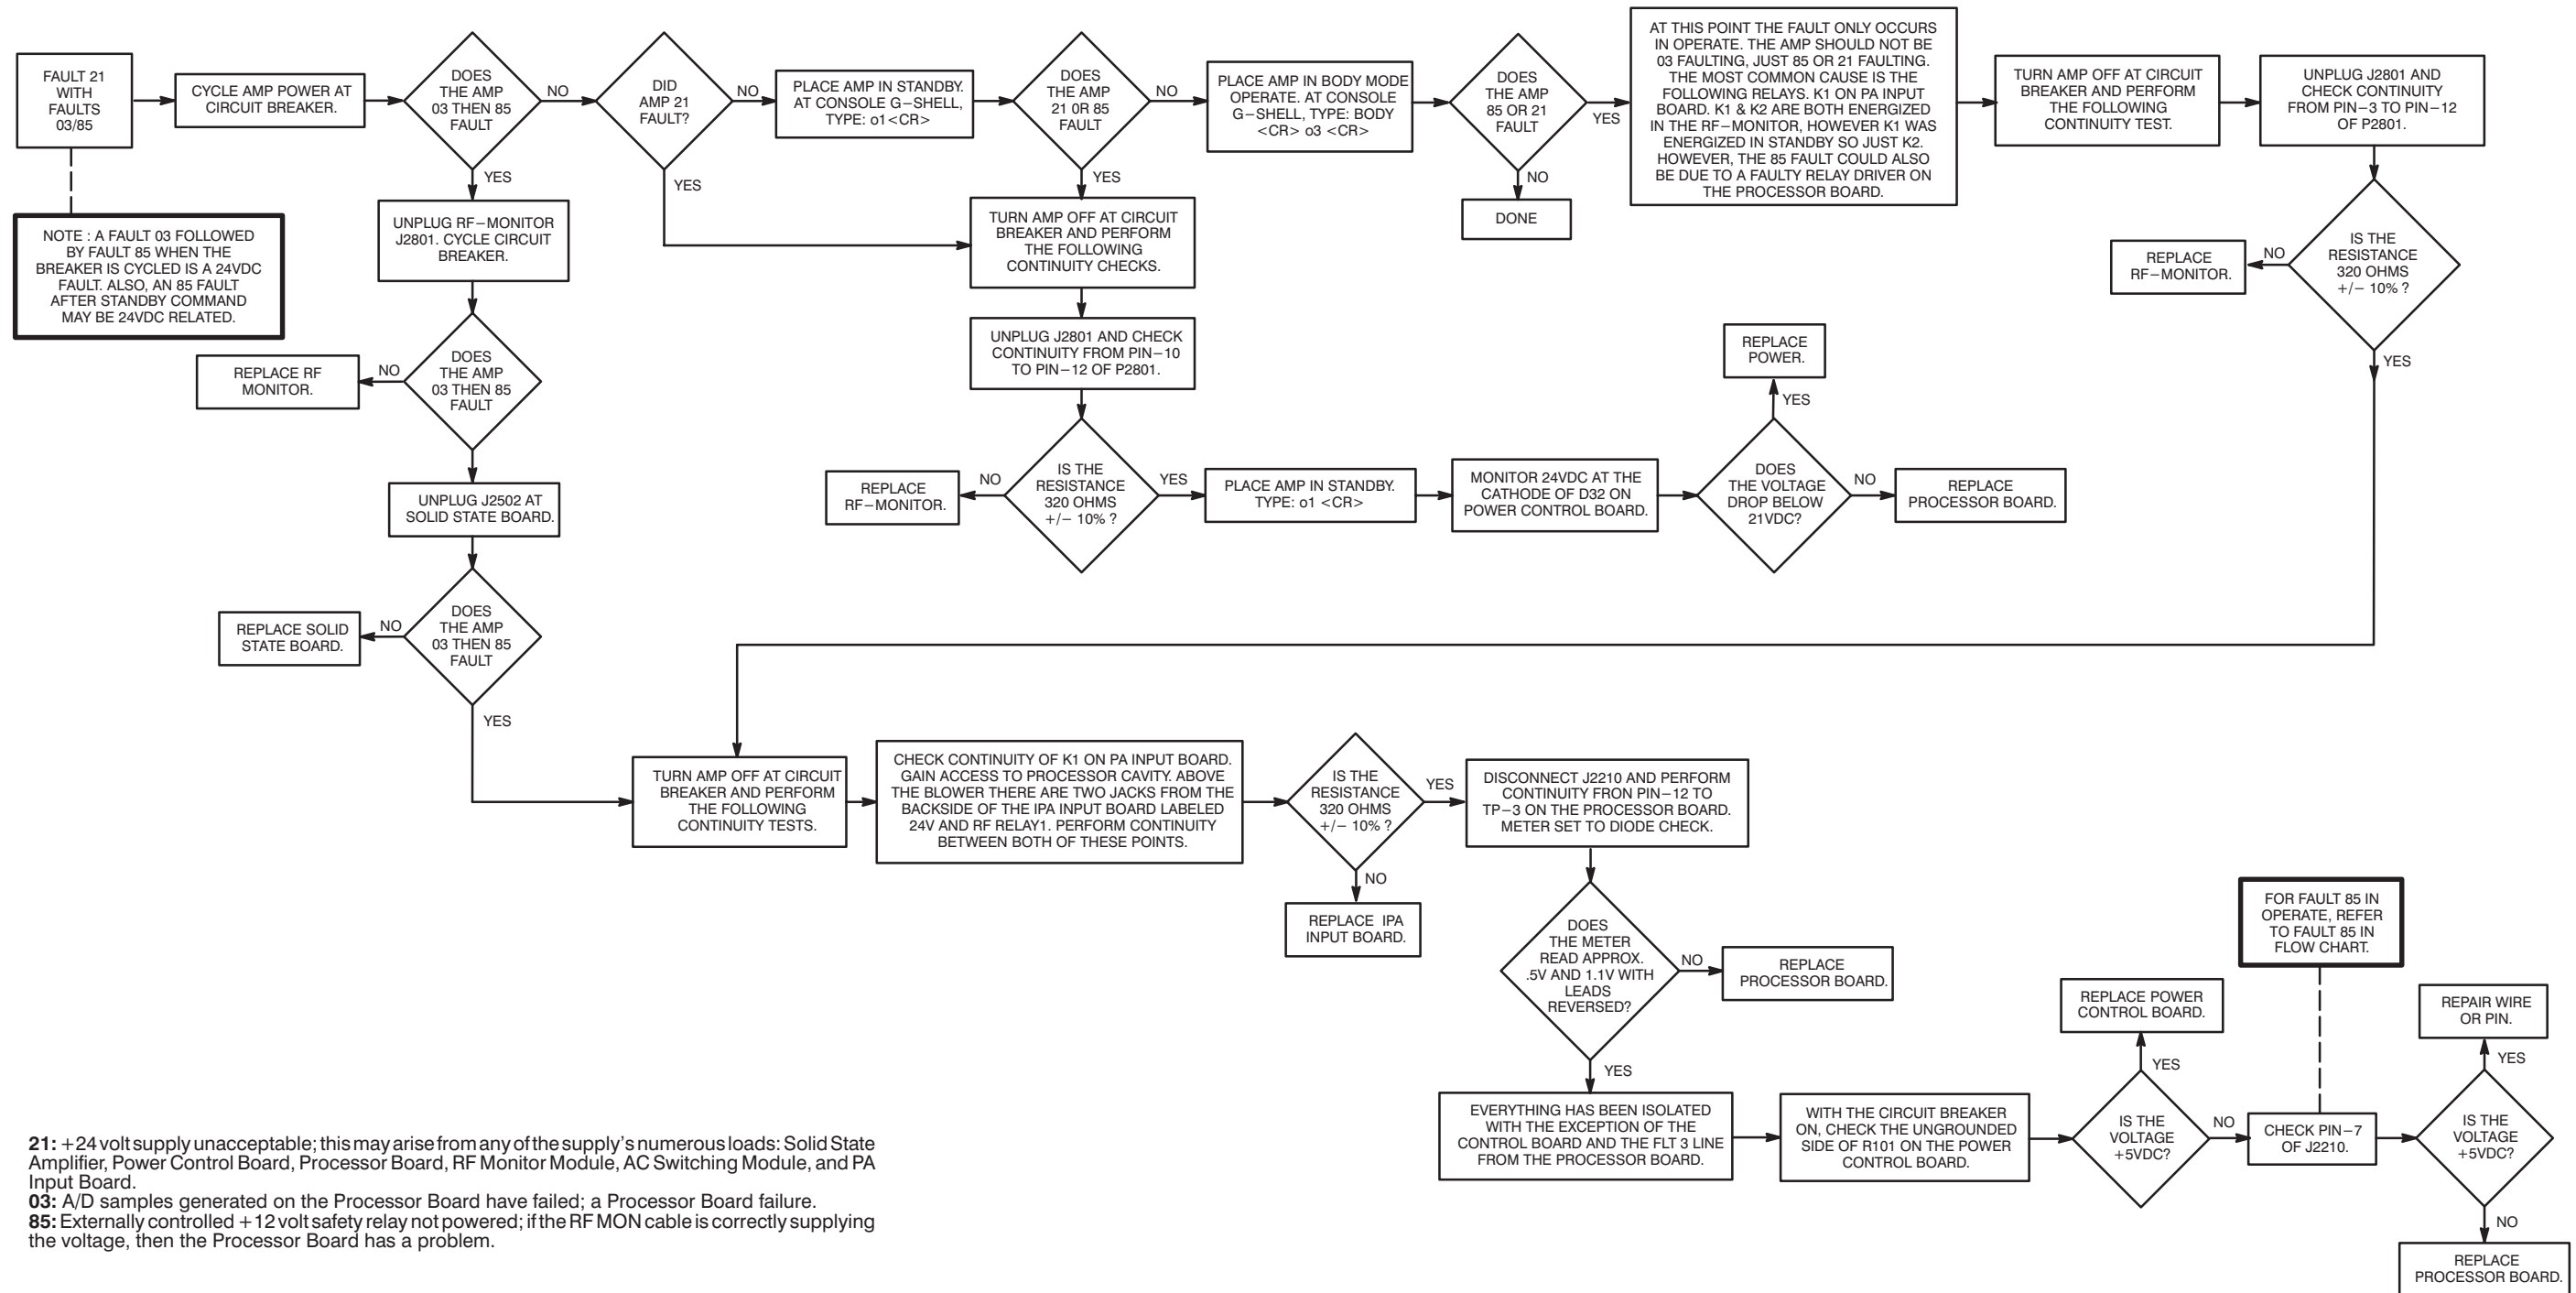 FAULT 21
WITH
FAULTS
03/85
CYCLE AMP POWER AT
CIRCUIT BREAKER.
DOES
THE AMP
03 THEN 85
FAULT
NO
YES
DID
AMP 21
FAULT?
NO
YES
PLACE AMP IN STANDBY.
AT CONSOLE G–SHELL,
TYPE: o1<CR>
DOES
THE AMP
21 0R 85
FAULT
NO
YES
PLACE AMP IN BODY MODE
OPERATE. AT CONSOLE
G–SHELL, TYPE: BODY
<CR> o3 <CR>
DOES
THE AMP
85 OR 21
FAULT
YES
NO
DONE
AT THIS POINT THE FAULT ONLY OCCURS
IN OPERATE. THE AMP SHOULD NOT BE
03 FAULTING, JUST 85 OR 21 FAULTING.
THE MOST COMMON CAUSE IS THE
FOLLOWING RELAYS. K1 ON PA INPUT
BOARD. K1 & K2 ARE BOTH ENERGIZED
IN THE RF–MONITOR, HOWEVER K1 WAS
ENERGIZED IN STANDBY SO JUST K2.
HOWEVER, THE 85 FAULT COULD ALSO
BE DUE TO A FAULTY RELAY DRIVER ON
THE PROCESSOR BOARD.
TURN AMP OFF AT CIRCUIT
BREAKER AND PERFORM
THE FOLLOWING
CONTINUITY TEST.
UNPLUG J2801 AND
CHECK CONTINUITY
FROM PIN–3 TO PIN–12
OF P2801.
IS THE
RESISTANCE
320 OHMS
+/– 10% ?
NO
YES
REPLACE
RF–MONITOR.
NOTE : A FAULT 03 FOLLOWED
BY FAULT 85 WHEN THE
BREAKER IS CYCLED IS A 24VDC
FAULT. ALSO, AN 85 FAULT
AFTER STANDBY COMMAND
MAY BE 24VDC RELATED.
UNPLUG RF–MONITOR
J2801. CYCLE CIRCUIT
BREAKER.
DOES
THE AMP
03 THEN 85
FAULT
NO
REPLACE RF
MONITOR.
UNPLUG J2502 AT
SOLID STATE BOARD.
DOES
THE AMP
03 THEN 85
FAULT
NO
YES
REPLACE SOLID
STATE BOARD.
TURN AMP OFF AT CIRCUIT
BREAKER AND PERFORM
THE FOLLOWING
CONTINUITY CHECKS.
UNPLUG J2801 AND CHECK
CONTINUITY FROM PIN–10
TO PIN–12 OF P2801.
IS THE
RESISTANCE
320 OHMS
+/– 10% ?
NO
YES
REPLACE
RF–MONITOR.
PLACE AMP IN STANDBY.
TYPE: o1 <CR>
MONITOR 24VDC AT THE
CATHODE OF D32 ON
POWER CONTROL BOARD.
DOES
THE VOLTAGE
DROP BELOW
21VDC?
YES
NO
REPLACE
POWER.
REPLACE
PROCESSOR BOARD.
TURN AMP OFF AT CIRCUIT
BREAKER AND PERFORM
THE FOLLOWING
CONTINUITY TESTS.
CHECK CONTINUITY OF K1 ON PA INPUT BOARD.
GAIN ACCESS TO PROCESSOR CAVITY. ABOVE
THE BLOWER THERE ARE TWO JACKS FROM THE
BACKSIDE OF THE IPA INPUT BOARD LABELED
24V AND RF RELAY1. PERFORM CONTINUITY
BETWEEN BOTH OF THESE POINTS.
IS THE
RESISTANCE
320 OHMS
+/– 10% ?
YES
NO
REPLACE IPA
INPUT BOARD.
DISCONNECT J2210 AND PERFORM
CONTINUITY FRON PIN–12 TO
TP–3 ON THE PROCESSOR BOARD.
METER SET TO DIODE CHECK.
DOES
THE METER
READ APPROX.
.5V AND 1.1V WITH
LEADS
REVERSED?
NO
YES
REPLACE
PROCESSOR BOARD.
EVERYTHING HAS BEEN ISOLATED
WITH THE EXCEPTION OF THE
CONTROL BOARD AND THE FLT 3 LINE
FROM THE PROCESSOR BOARD.
WITH THE CIRCUIT BREAKER
ON, CHECK THE UNGROUNDED
SIDE OF R101 ON THE POWER
CONTROL BOARD.
IS THE
VOLTAGE
+5VDC?
YES
NO
REPLACE POWER
CONTROL BOARD.
FOR FAULT 85 IN
OPERATE, REFER
TO FAULT 85 IN
FLOW CHART.
CHECK PIN–7
OF J2210.
IS THE
VOLTAGE
+5VDC?
YES
NO
REPAIR WIRE
OR PIN.
REPLACE
PROCESSOR BOARD.
21: +24 volt supply unacceptable; this may arise from any of the supply's numerous loads: Solid State
Amplifier, Power Control Board, Processor Board, RF Monitor Module, AC Switching Module, and PA
Input Board.
03: A/D samples generated on the Processor Board have failed; a Processor Board failure.
85: Externally controlled +12 volt safety relay not powered; if the RF MON cable is correctly supplying
the voltage, then the Processor Board has a problem.